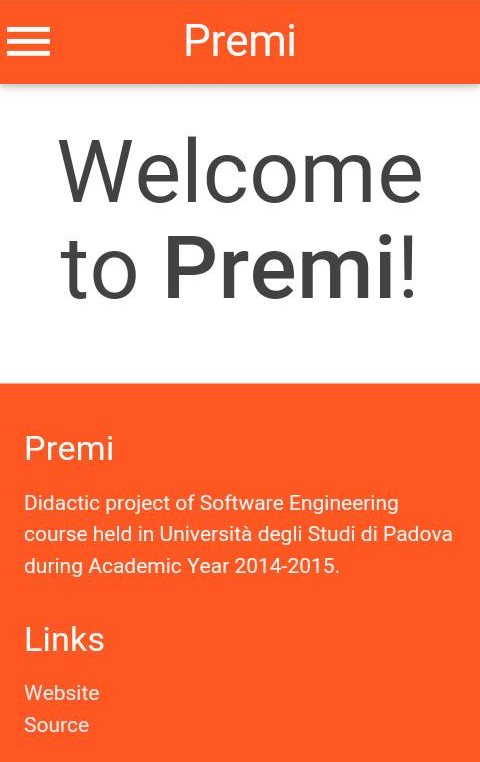 Premi
Welcome
to Premi!
Premi
Didactic project of Software Engineering
course held in Università degli Studi di Padova
during Academic Year 2014-2015.
Links
Website
Source